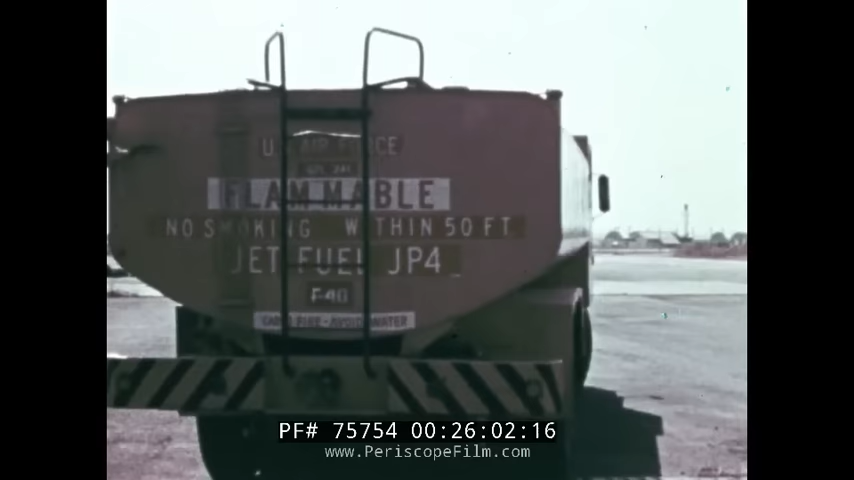 U.S. AIR FORCE
FLAMMABLE
NO SMOKING WITHIN 50 FT
JET FUEL JP4
F-40
PF# 75754 00:26:02:16
www.PeriscopeFilm.com